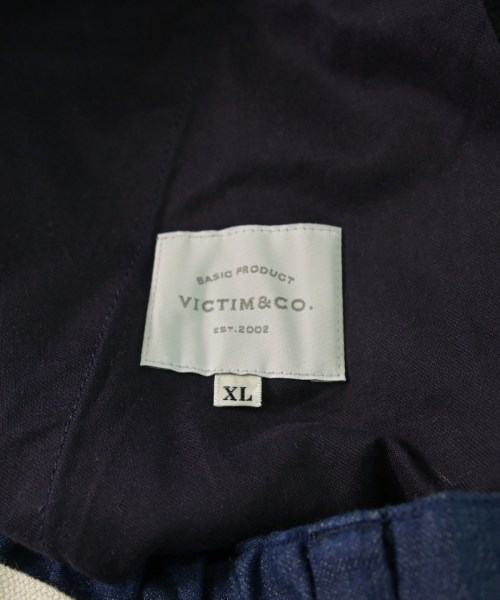 BASIC PRODUCT
VICTIM&CO.
EST.2002
XL